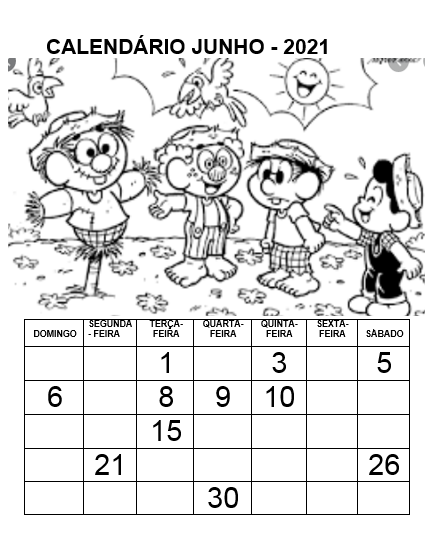 CALENDÁRIO JUNHO - 2021
DOMINGO SEGUNDA - FEIRA TERÇA-FEIRA QUARTA-FEIRA QUINTA-FEIRA SEXTA-FEIRA SÁBADO
1 3 5
6 8 9 10
15
21 26
30